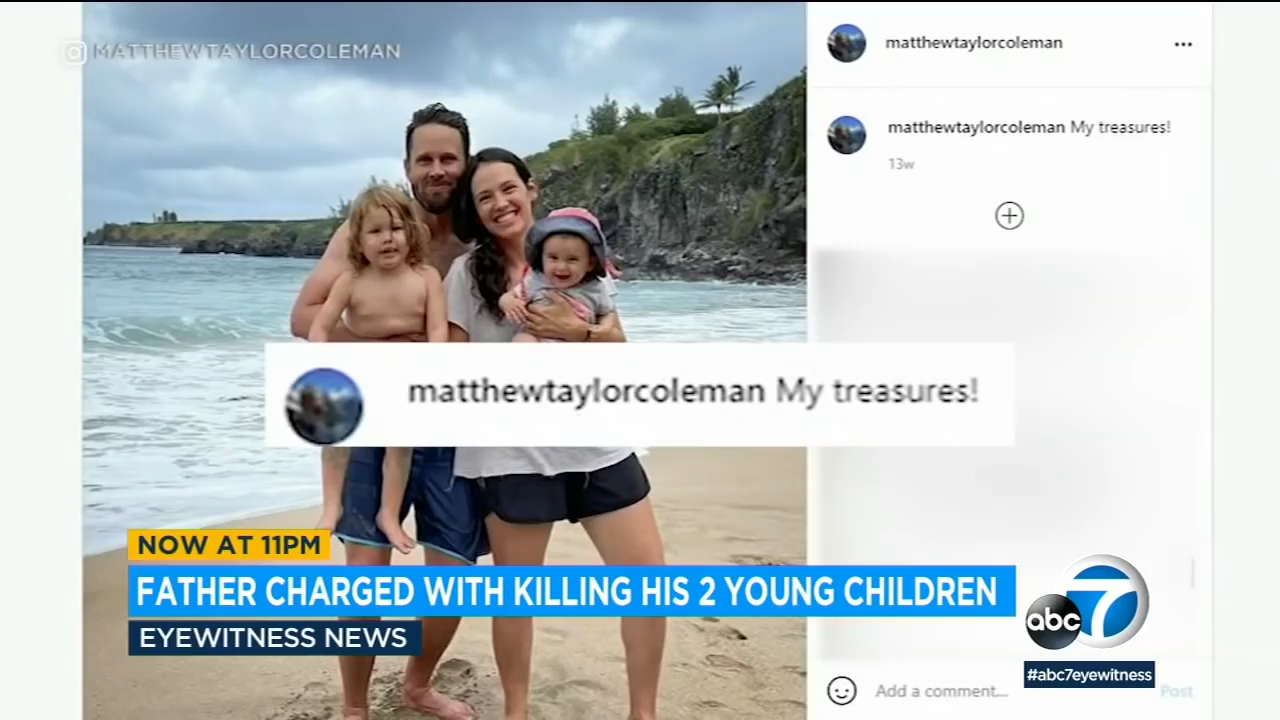 MATTHEWTAYLORCOLEMAN
matthewtaylorcoleman
matthewtaylorcoleman My treasures!
13w
matthewtaylorcoleman My treasures!
NOW AT 11PM
FATHER CHARGED WITH KILLING HIS 2 YOUNG CHILDREN
EYEWITNESS NEWS
abc 7
#abc7eyewitness
Add a comment...
Post